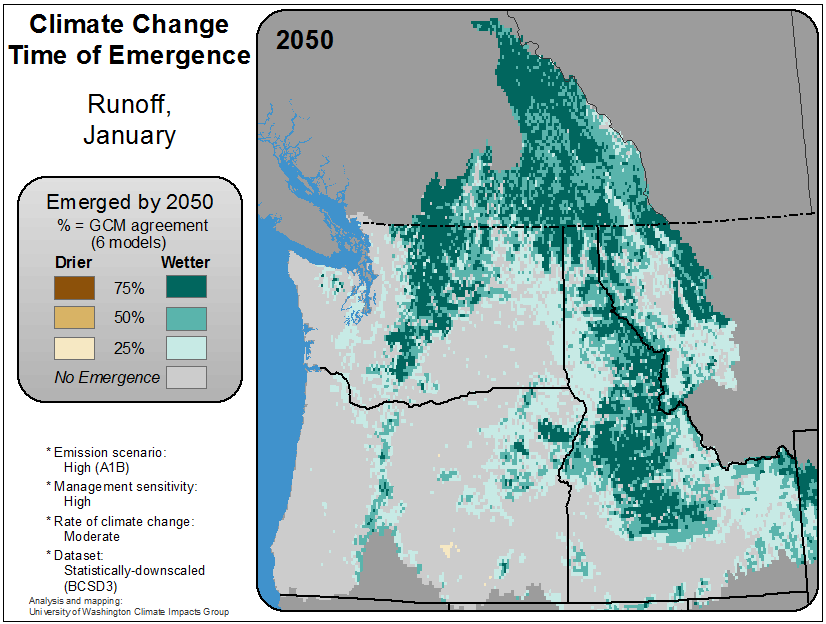 Climate Change
Time of Emergence
Runoff,
January
Emerged by 2050
% = GCM agreement
(6 models)
Drier Wetter
75%
50%
25%
No Emergence
* Emission scenario:
High (A1B)
* Management sensitivity:
High
* Rate of climate change:
Moderate
* Dataset:
Statistically-downscaled
(BCSD3)
Analysis and mapping:
University of Washington Climate Impacts Group
2050